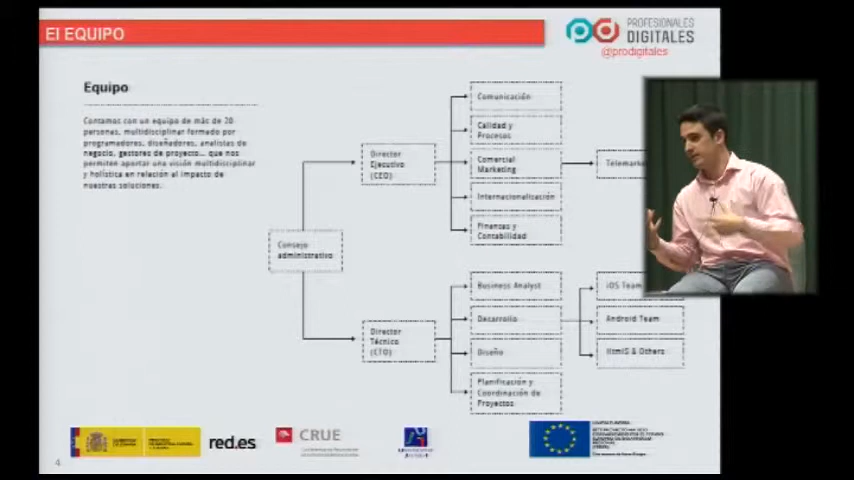 El EQUIPO
PROFESIONALES
DIGITALES
@prodigitales
Equipo
Contamos con un equipo de más de 20
personas, multidisciplinar formado por
programadores, diseñadores, analistas de
negocio, gestores de proyecto... que nos
permiten aportar una visión multidisciplinar
y holística en relación al impacto de
nuestras soluciones.
Consejo
administrativo
Director
Ejecutivo
(CEO)
Comunicación
Calidad y
Procesos
Comercial
Marketing
Telemark
Internacionalisación
Finanzas y
Contabilidad
Director
Técnico
(CTO)
Business Analyst
Desarrollo
Diseño
Planificación y
Coordinación de
Proyectos
iOS Team
Android Team
Html5 & Others
red.es
CRUE
4